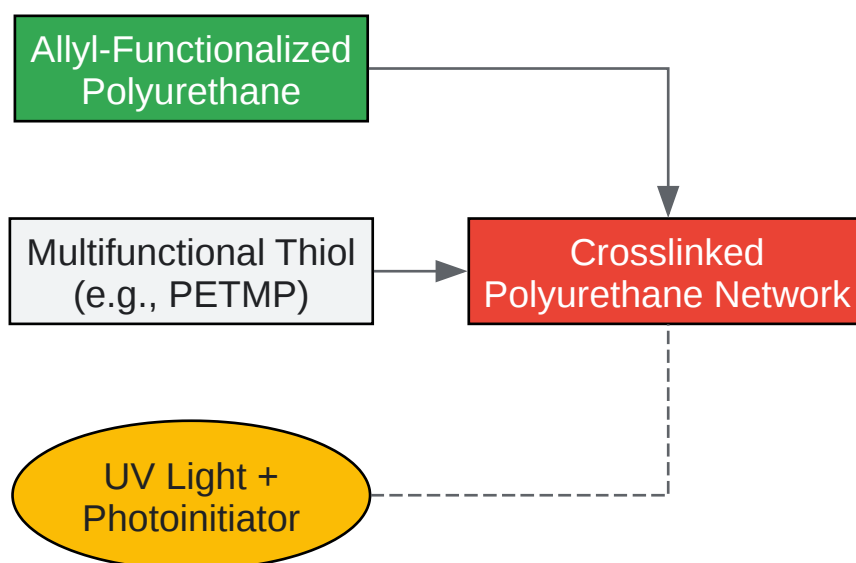 Allyl-Functionalized
Polyurethane
Multifunctional Thiol
(e.g., PETMP)
Crosslinked
Polyurethane Network
UV Light +
Photoinitiator